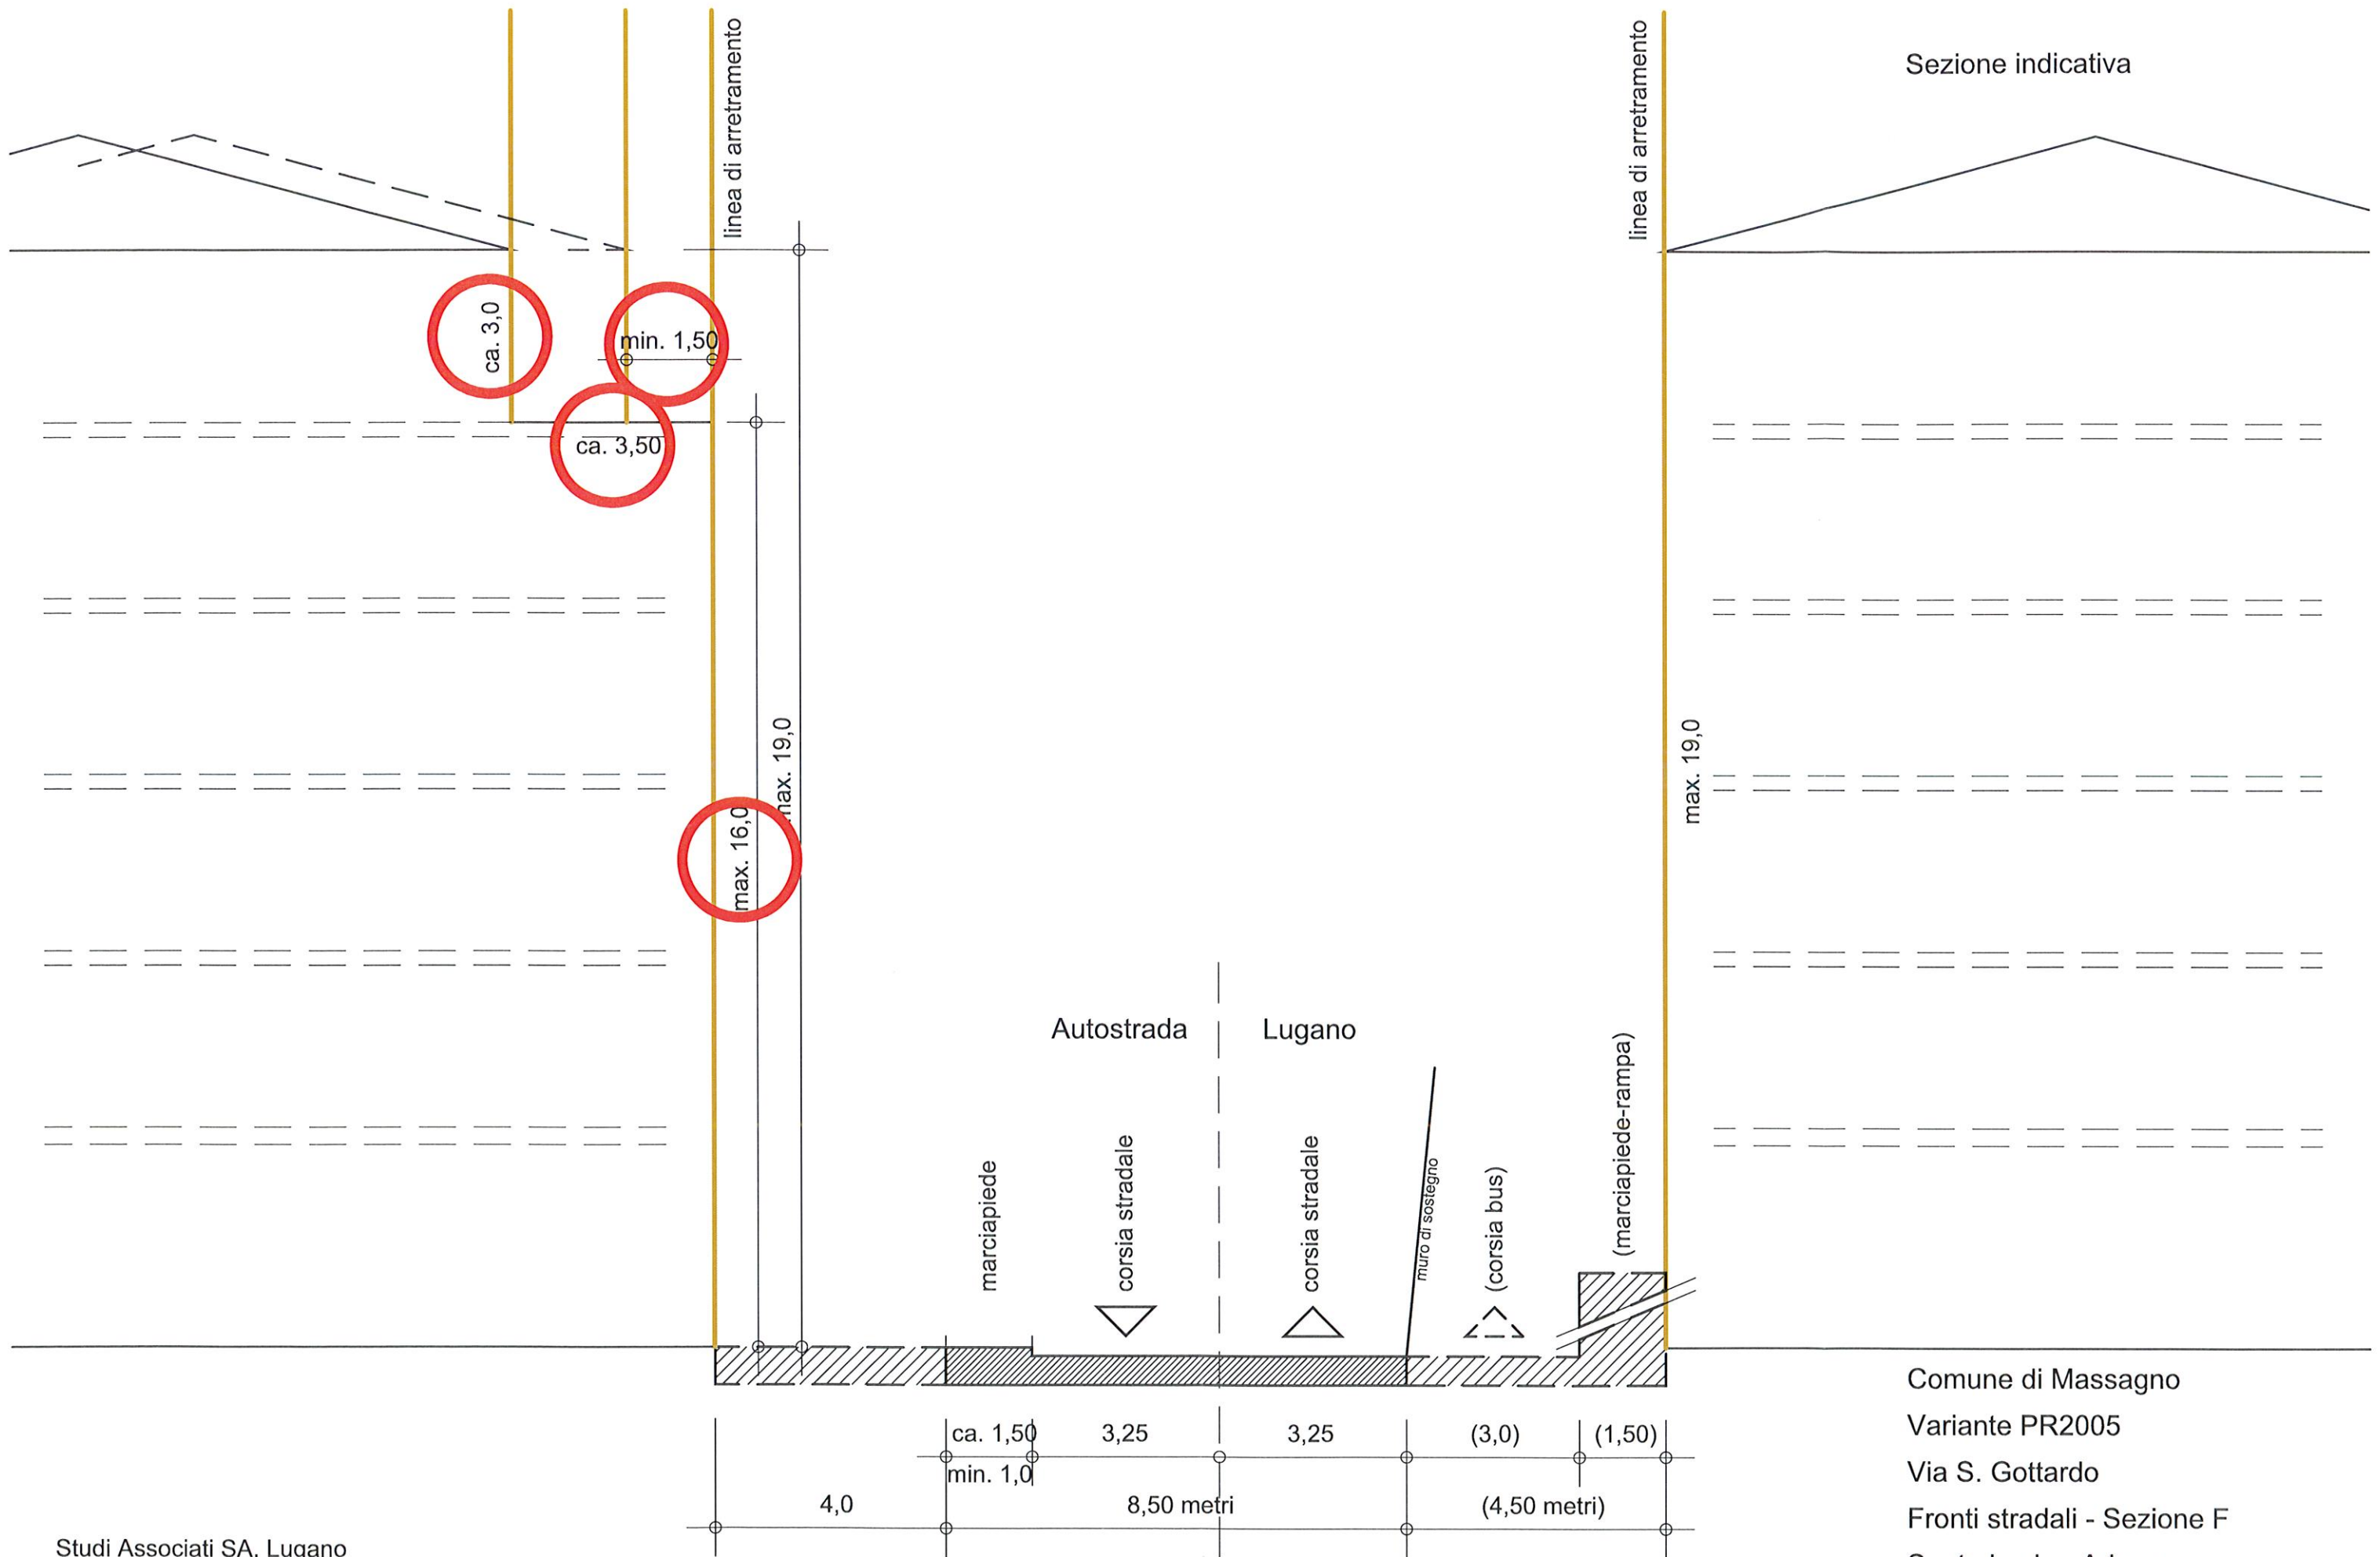 linea di arretramento
linea di arretramento
Sezione indicativa
ca. 3,0
min. 1,50
ca. 3,50
max. 19,0
max. 16,0
max. 19,0
Autostrada
Lugano
marciapiede
corsia stradale
corsia stradale
muro di sostegno
(corsia bus)
(marciapiede-rampa)
ca. 1,50
3,25
3,25
(3,0)
(1,50)
min. 1,0
4,0
8,50 metri
(4,50 metri)
Comune di Massagno
Variante PR2005
Via S. Gottardo
Fronti stradali - Sezione F
Studi Associati SA, Lugano